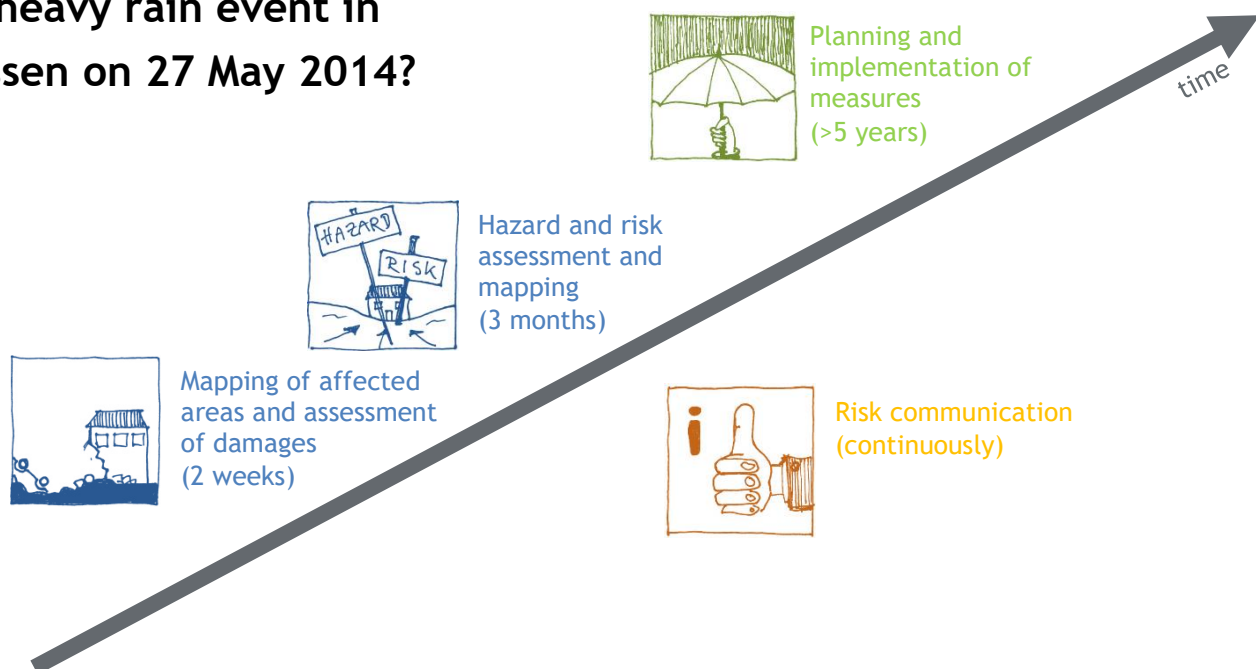 heavy rain event in
ssen on 27 May 2014?
Planning and
implementation of
measures
(>5 years)
time
HAZARD
RISK
Hazard and risk
assessment and
mapping
(3 months)
Mapping of affected
areas and assessment
of damages
(2 weeks)
i
Risk communication
(continuously)